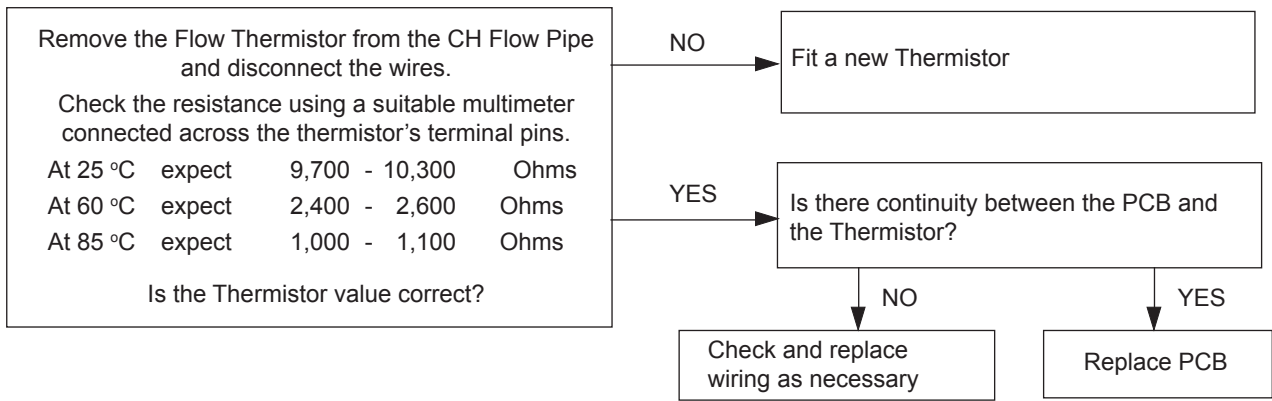 Remove the Flow Thermistor from the CH Flow Pipe
and disconnect the wires.
Check the resistance using a suitable multimeter
connected across the thermistor's terminal pins.
At 25 °C expect 9,700 - 10,300 Ohms
At 60 °C expect 2,400 - 2,600 Ohms
At 85 °C expect 1,000 - 1,100 Ohms
Is the Thermistor value correct?
NO
Fit a new Thermistor
YES
Is there continuity between the PCB and
the Thermistor?
NO
Check and replace
wiring as necessary
YES
Replace PCB